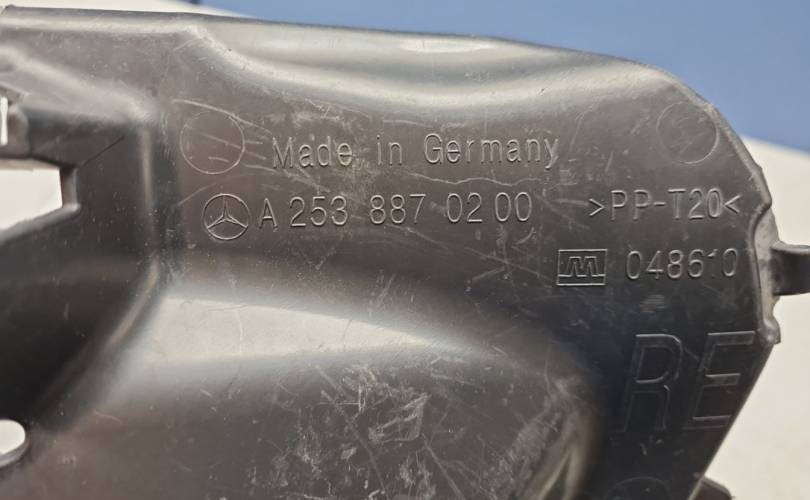 Made in Germany
A 253 887 02 00 >PP-T20<
048610
RE